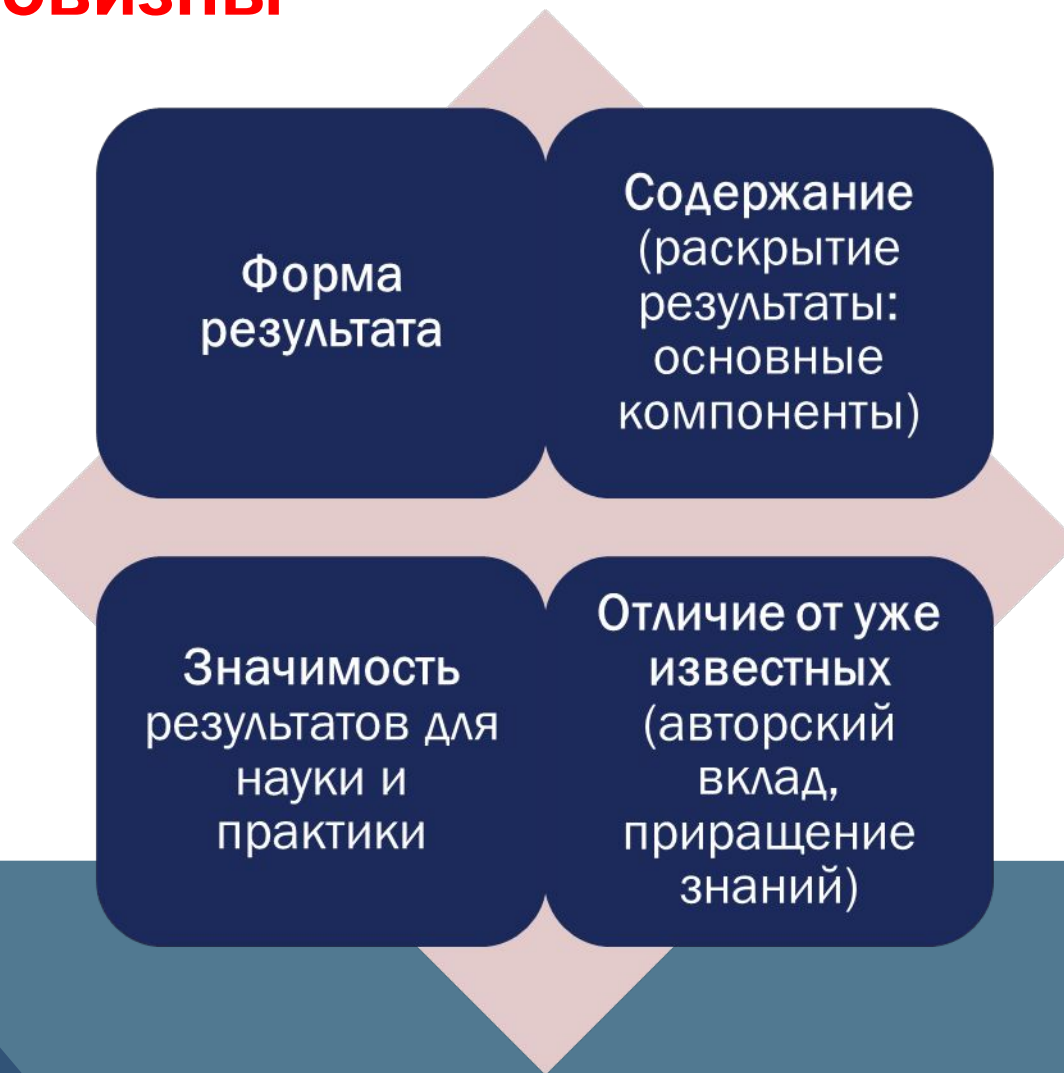 Форма
результата
Содержание
(раскрытие
результаты:
основные
компоненты)
Значимость
результатов для
науки и
практики
Отличие от уже
известных
(авторский
вклад,
приращение
знаний)